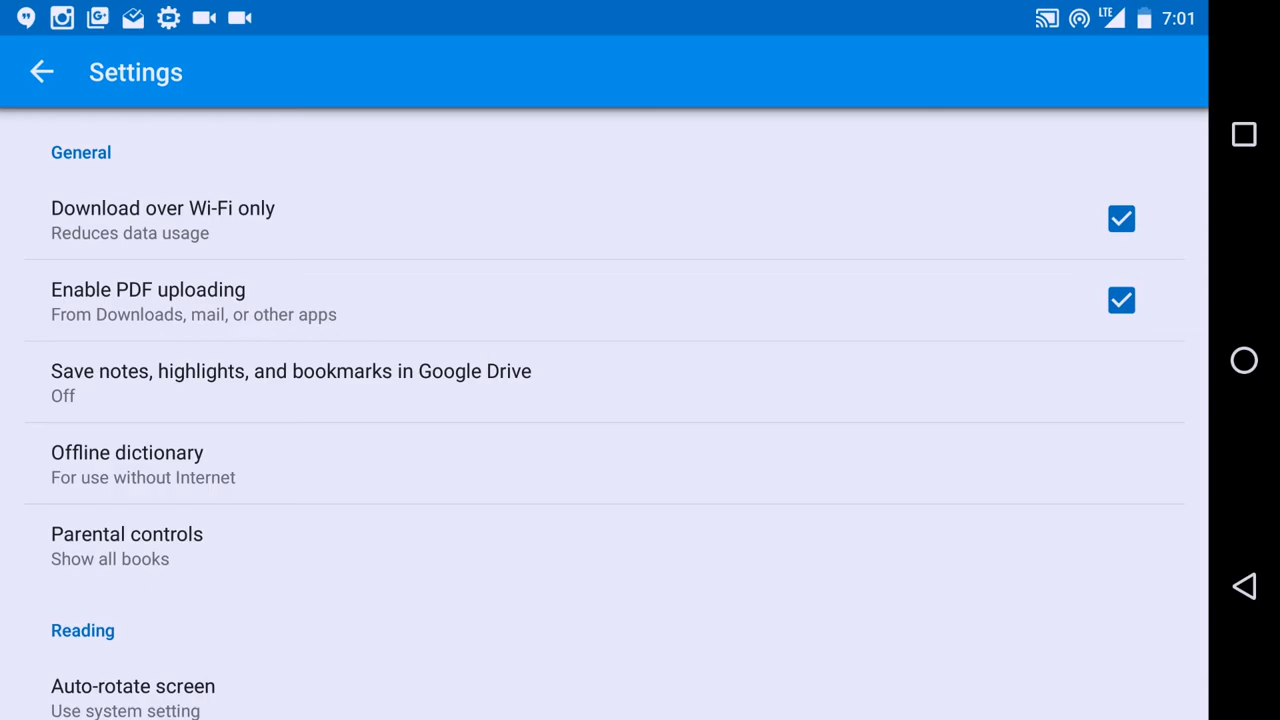 LTE 7:01
Settings
General
Download over Wi-Fi only
Reduces data usage
Enable PDF uploading
From Downloads, mail, or other apps
Save notes, highlights, and bookmarks in Google Drive
Off
Offline dictionary
For use without Internet
Parental controls
Show all books
Reading
Auto-rotate screen
Use system setting